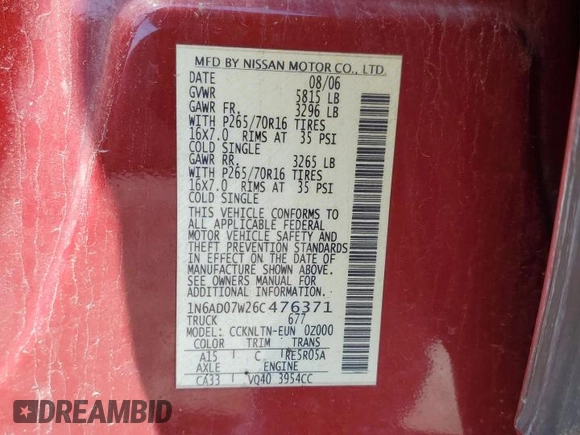 MFD BY NISSAN MOTOR CO., LTD.
DATE 08/06
GVWR 5815 LB
GAWR FR. 3296 LB
WITH P265/70R16 TIRES
16X7.0 RIMS AT 35 PSI
COLD SINGLE
GAWR RR. 3265 LB
WITH P265/70R16 TIRES
16X7.0 RIMS AT 35 PSI
COLD SINGLE
THIS VEHICLE CONFORMS TO
ALL APPLICABLE FEDERAL
MOTOR VEHICLE SAFETY AND
THEFT PREVENTION STANDARDS
IN EFFECT ON THE DATE OF
MANUFACTURE SHOWN ABOVE.
SEE OWNERS MANUAL FOR
ADDITIONAL INFORMATION
1N6AD07W26C476371
TRUCK 677
MODEL: CCKNLTN-EUN 0Z000
COLOR TRIM TRANS
A15 C RE5R05A
AXLE ENGINE
CA33 VQ40 3954CC
DREAMBID